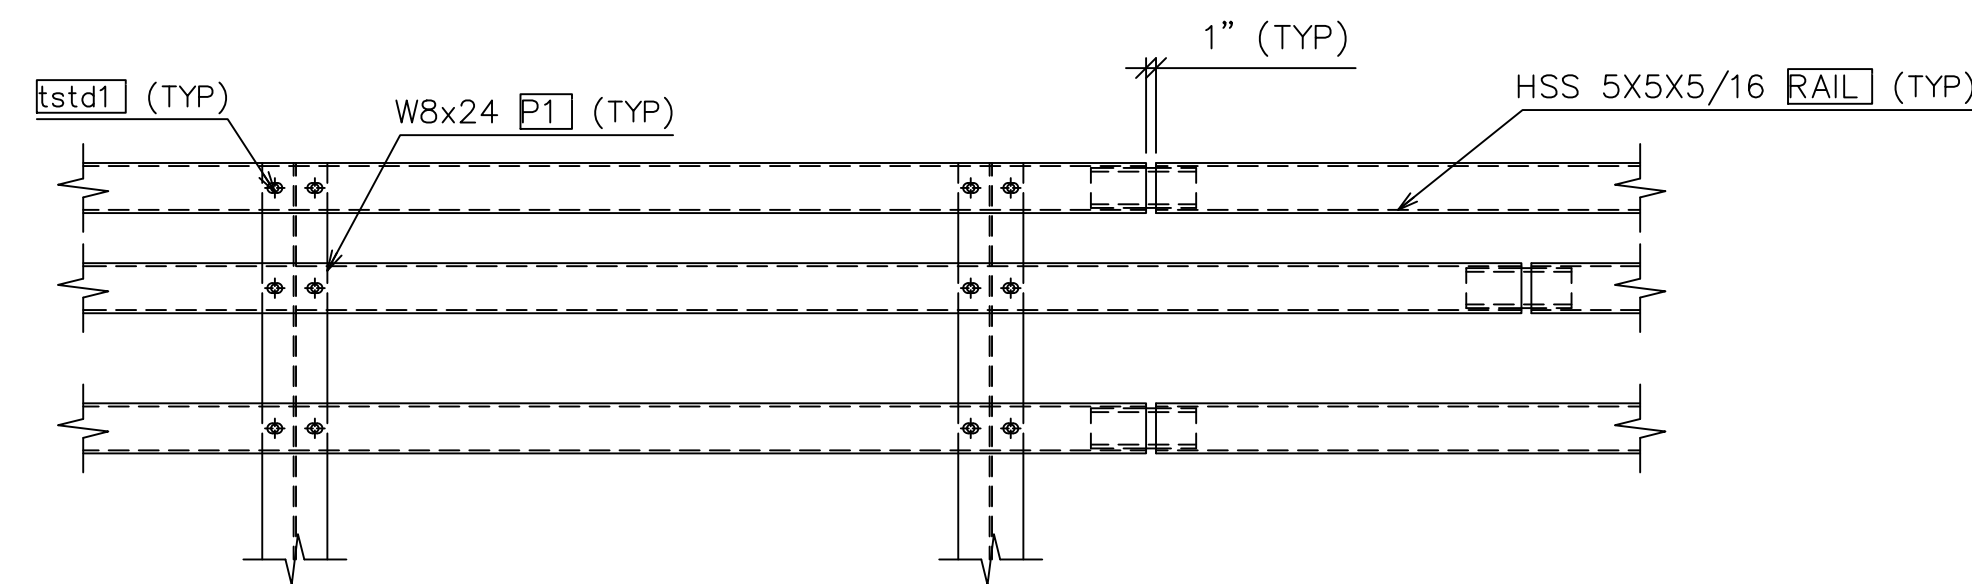 1” (TYP)
tstd1 (TYP)
W8x24 P1 (TYP)
HSS 5X5X5/16 RAIL (TYP)